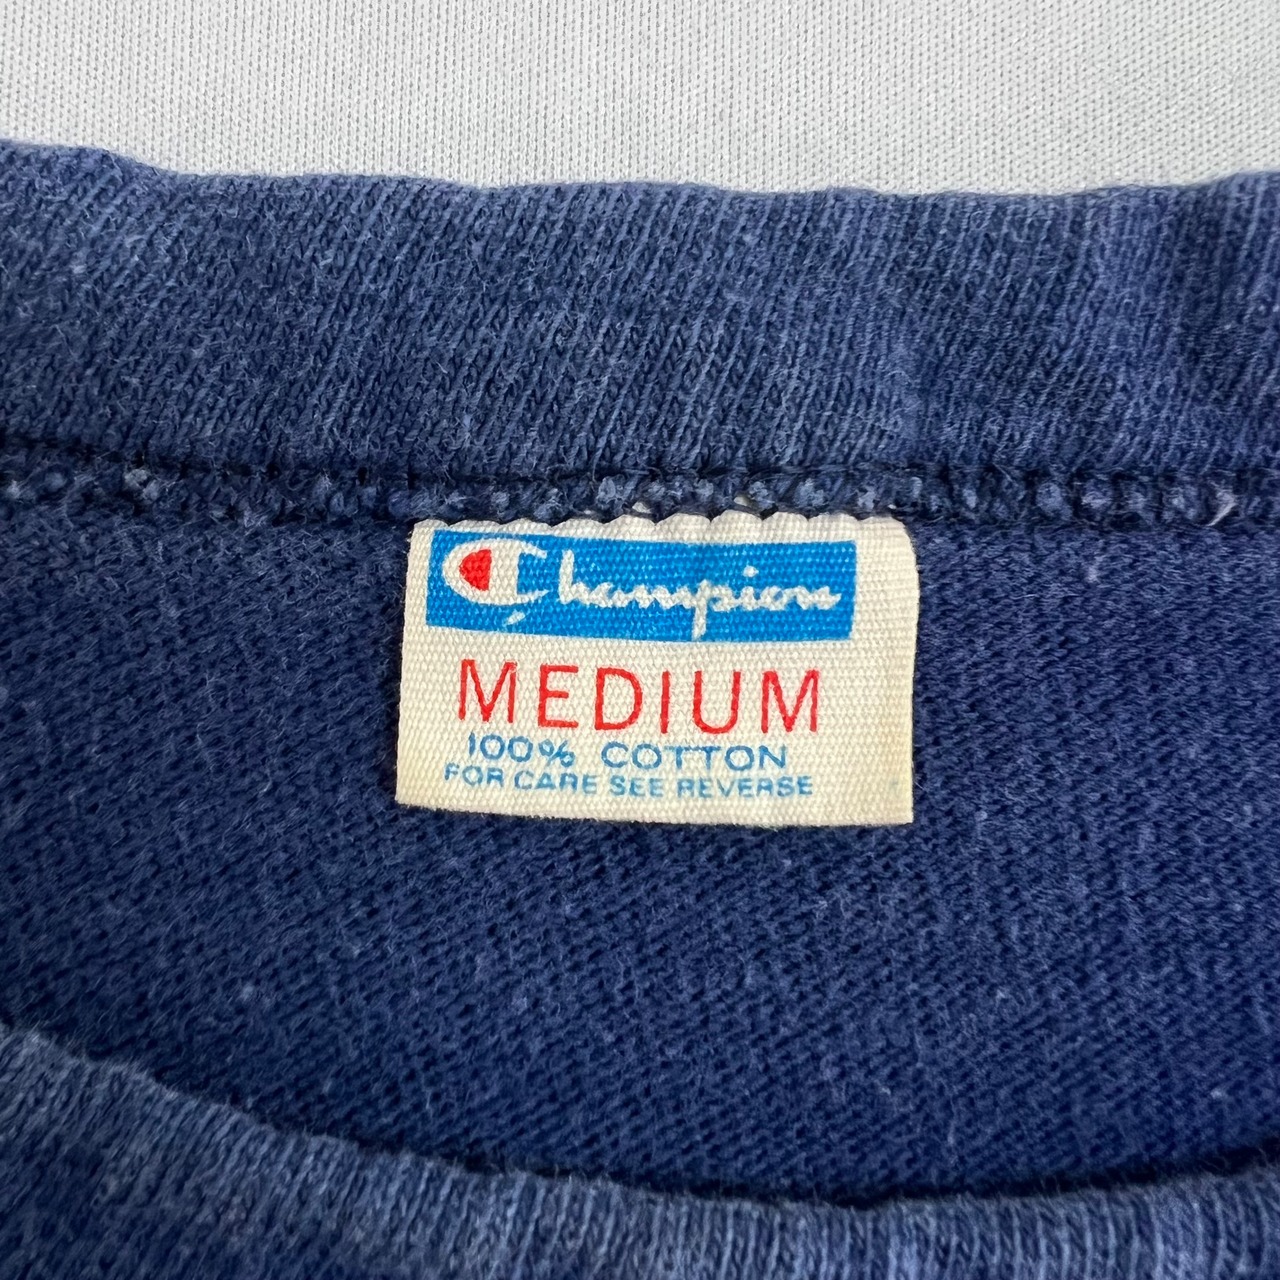 Champion
MEDIUM
100% COTTON
FOR CARE SEE REVERSE